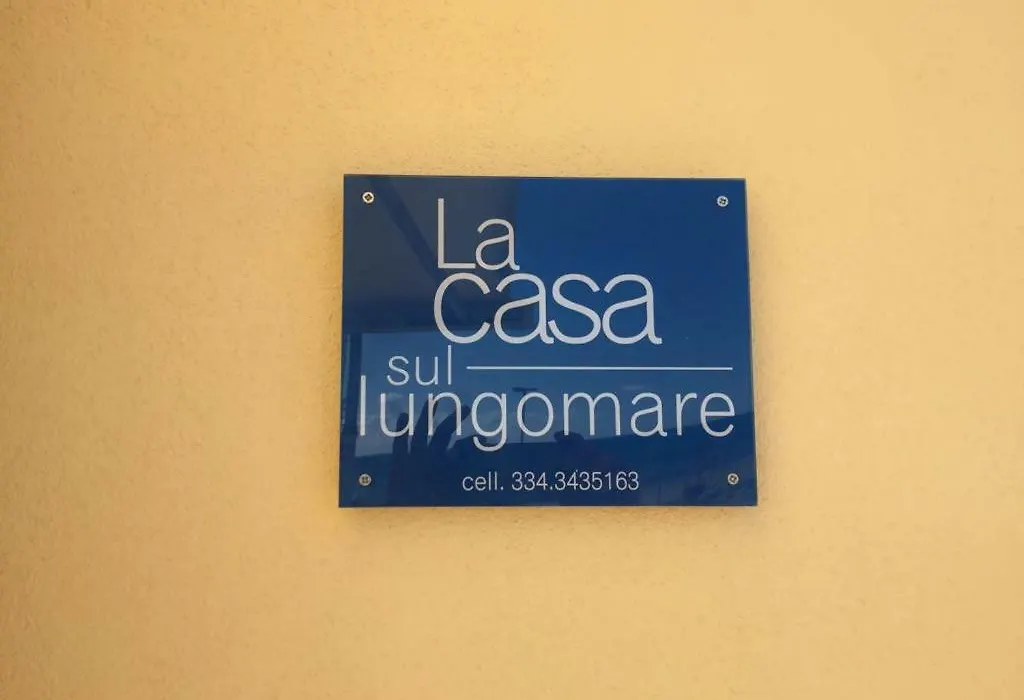 La
casa
sul
lungomare
cell. 334.3435163